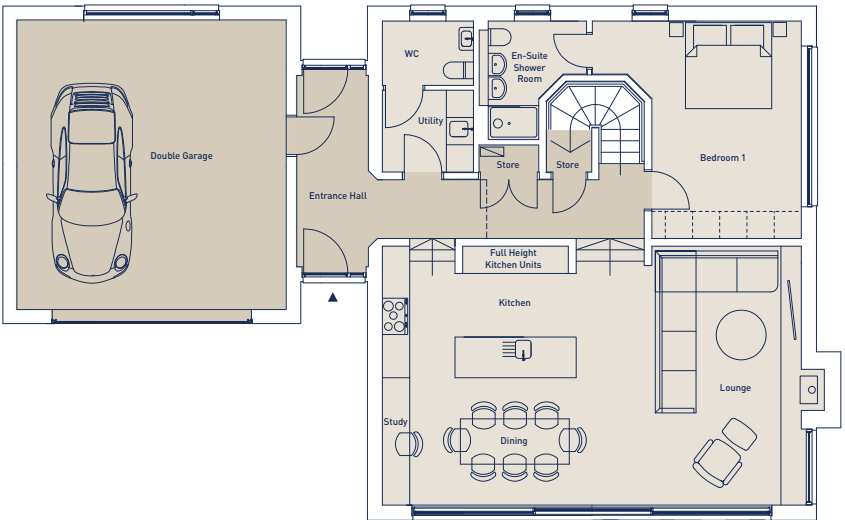 WC
En-Suite
Shower
Room
Utility
Double Garage
Store
Store
Bedroom 1
Entrance Hall
Full Height
Kitchen Units
Kitchen
Lounge
Study
Dining